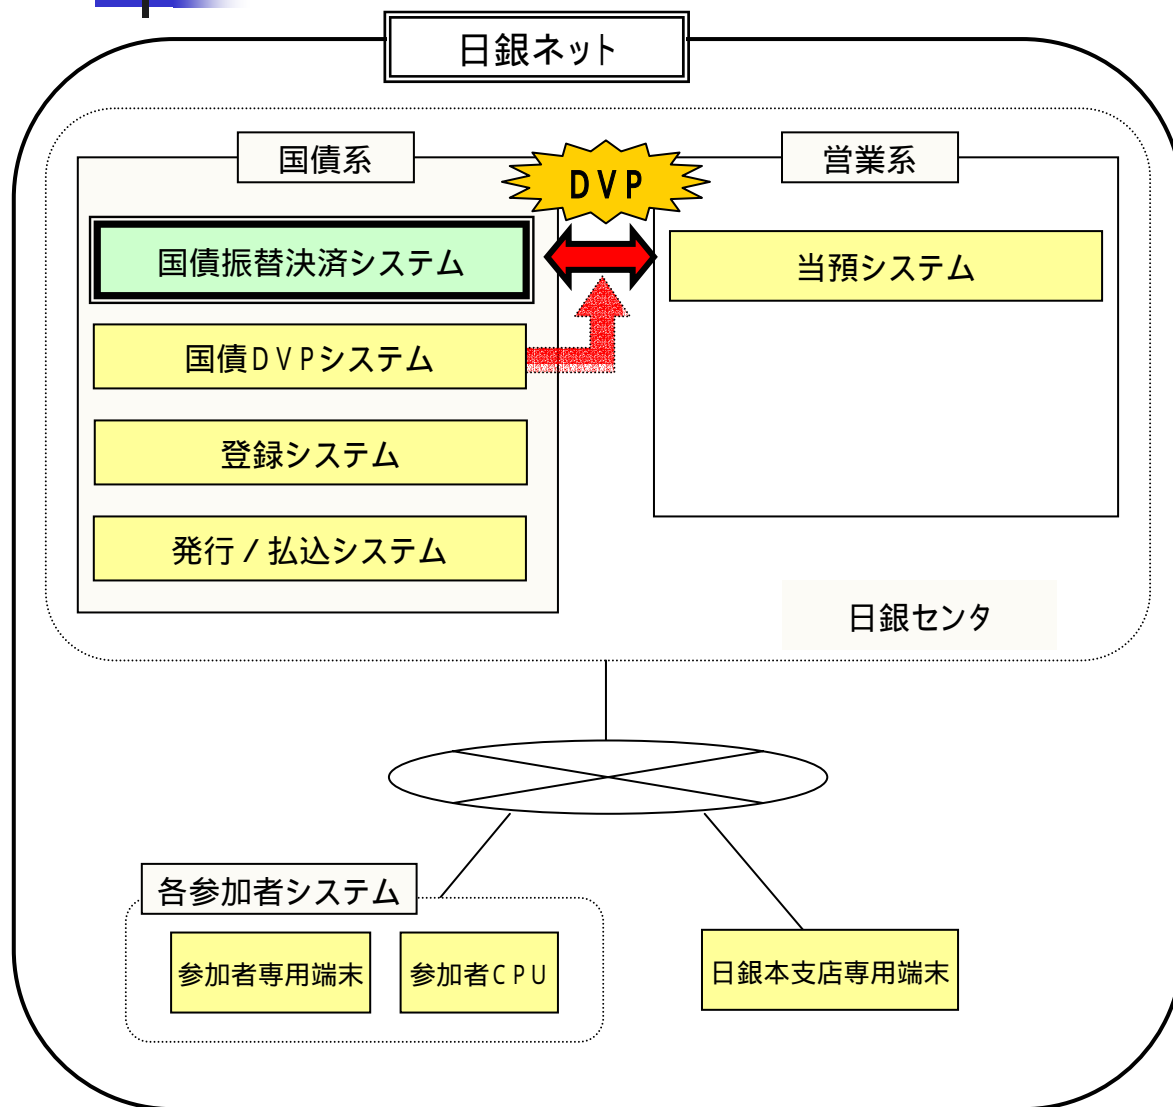 日銀ネット
国債系
DVP
営業系
国債振替決済システム
当預システム
国債DVPシステム
登録システム
発行/払込システム
日銀センタ
各参加者システム
参加者専用端末
参加者CPU
日銀本支店専用端末